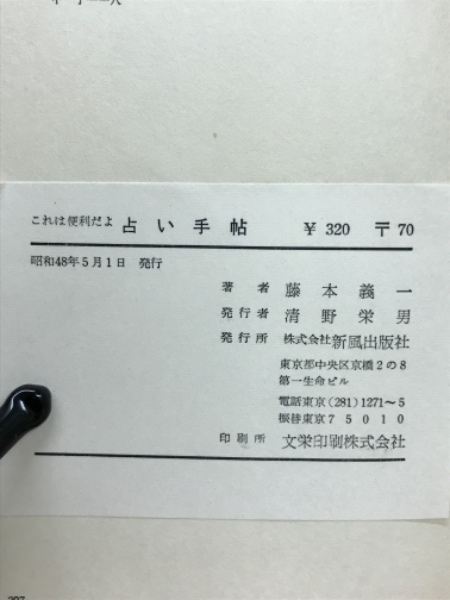 これは便利だよ 占い手帖 ¥320 〒70
昭和48年5月1日 発行
著者 藤本義一
発行者 清野栄男
発行所 株式会社新風出版社
東京都中央区京橋2の8
第一生命ビル
電話東京(281)1271〜5
振替東京75010
印刷所 文栄印刷株式会社